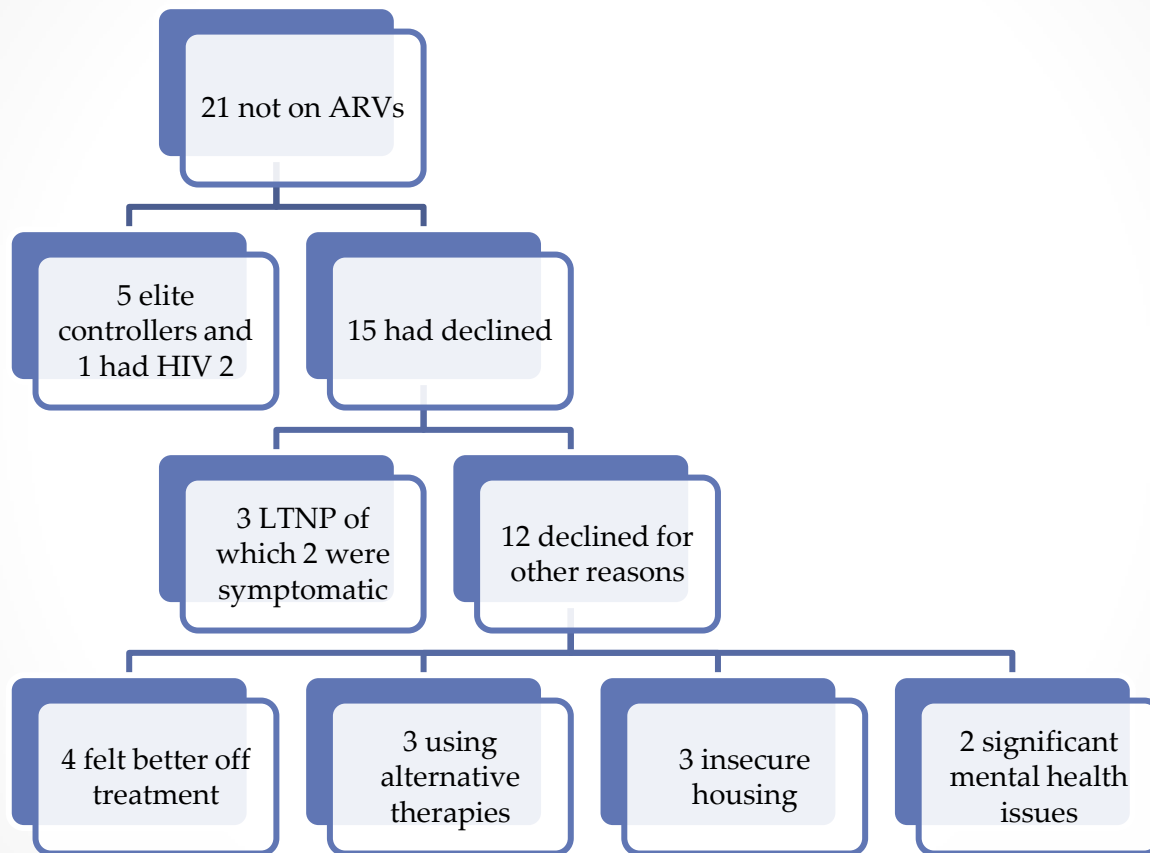 21 not on ARVs
5 elite
controllers and
1 had HIV 2
15 had declined
3 LTNP of
which 2 were
symptomatic
12 declined for
other reasons
4 felt better off
treatment
3 using
alternative
therapies
3 insecure
housing
2 significant
mental health
issues